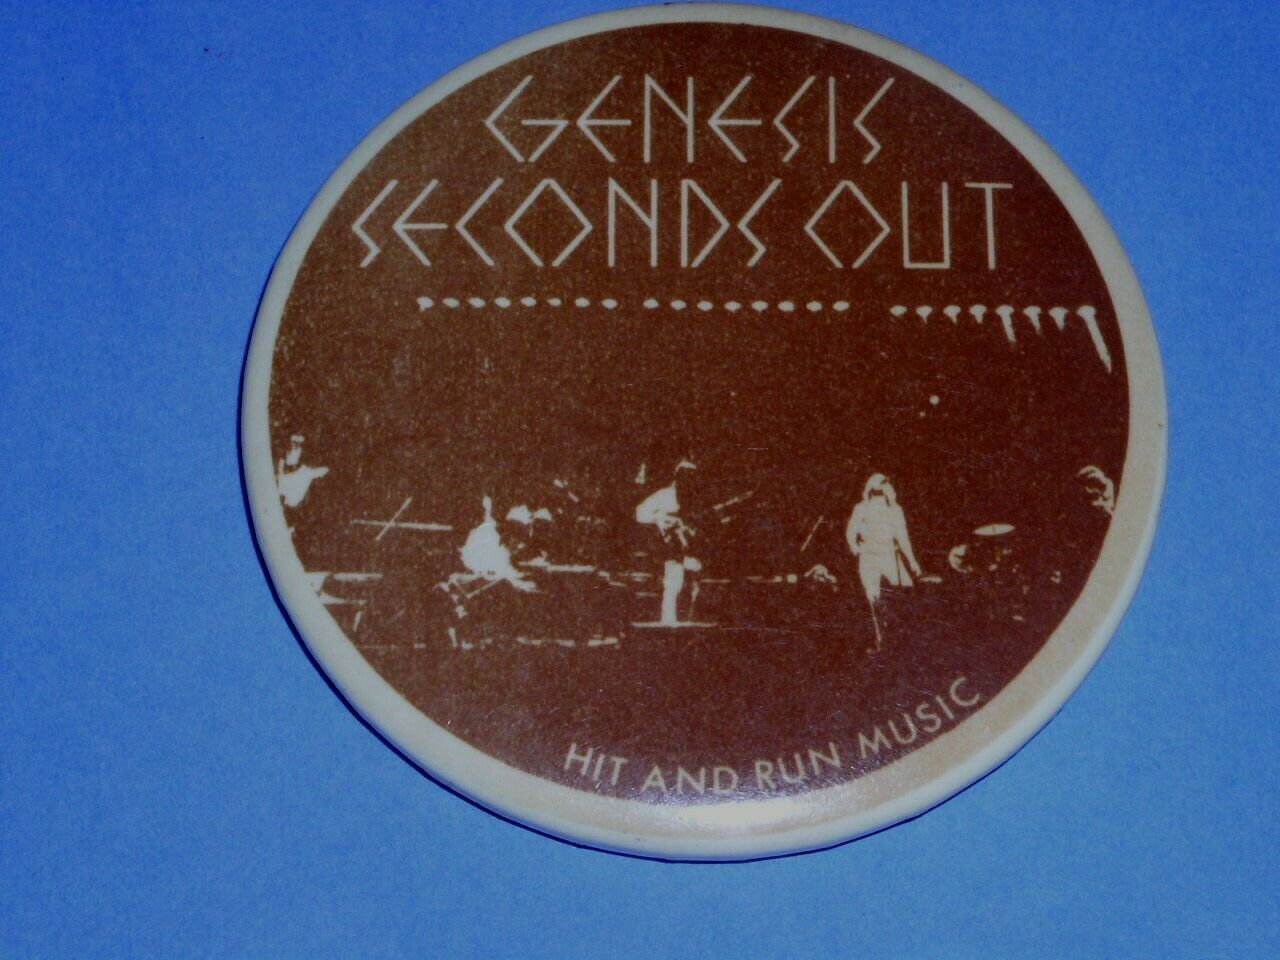 GENESIS
SECONDS OUT
HIT AND RUN MUSIC